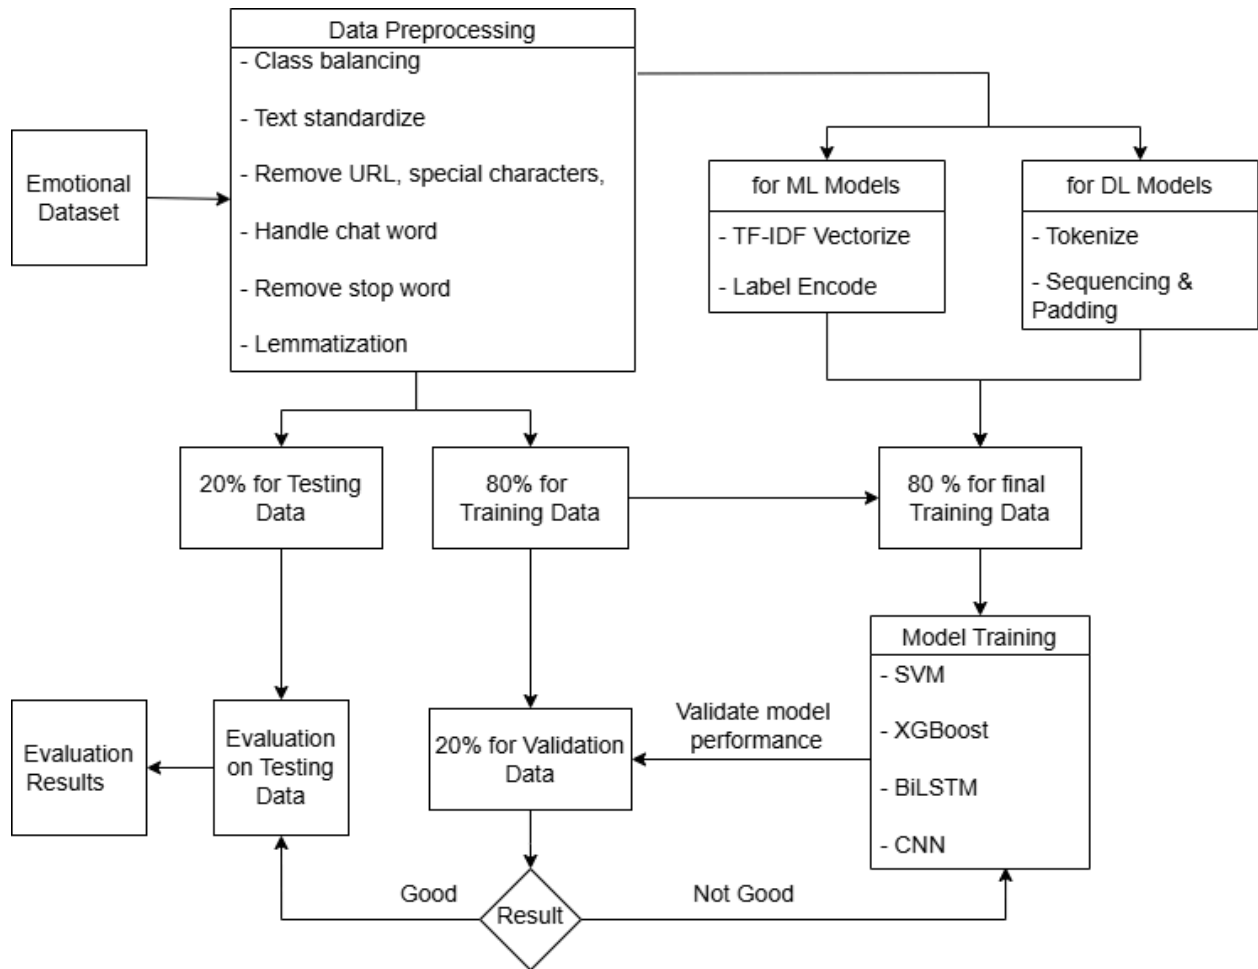 Data Preprocessing
- Class balancing
- Text standardize
- Remove URL, special characters,
- Handle chat word
- Remove stop word
- Lemmatization
Emotional
Dataset
for ML Models
- TF-IDF Vectorize
- Label Encode
for DL Models
- Tokenize
- Sequencing &
Padding
20% for Testing
Data
80% for
Training Data
80 % for final
Training Data
Model Training
- SVM
- XGBoost
- BiLSTM
- CNN
Validate model
performance
20% for Validation
Data
Evaluation
on Testing
Data
Evaluation
Results
Good
Result
Not Good